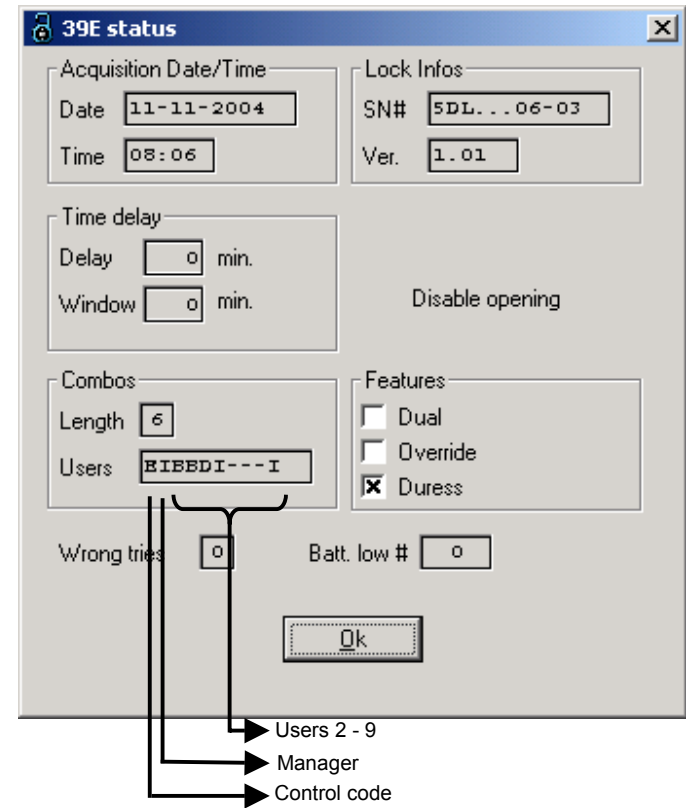 39E status
Acquisition Date/Time
Date 11-11-2004
Time 08:06
Lock Infos
SN# 5DL...06-03
Ver. 1.01
Time delay
Delay 0 min.
Window 0 min.
Disable opening
Combos
Length 6
Users EIEEDI---I
Features
Dual
Override
Duress
Wrong tries 0
Batt. low # 0
Ok
Users 2 - 9
Manager
Control code